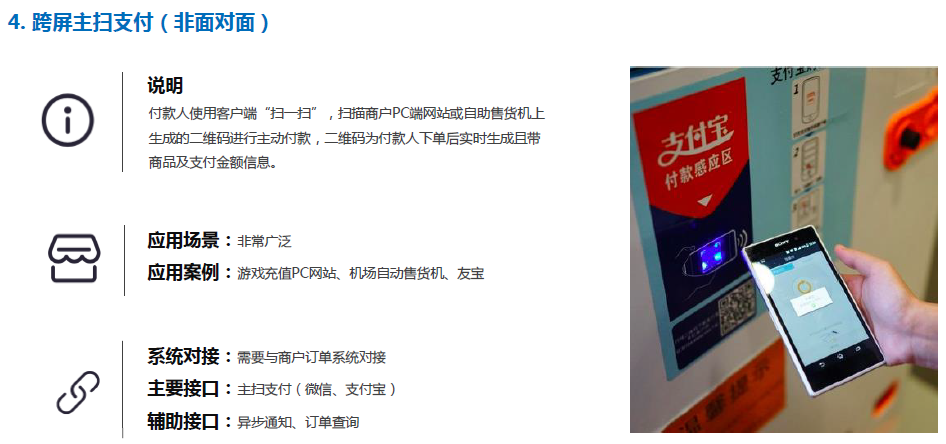 4. 跨屏主扫支付（非面对面）
说明
付款人使用客户端“扫一扫”，扫描商户PC端网站或自助售货机上
生成的二维码进行主动付款，二维码为付款人下单后实时生成且带
商品及支付金额信息。
应用场景：非常广泛
应用案例：游戏充值PC网站、机场自动售货机、友宝
系统对接：需要与商户订单系统对接
主要接口：主扫支付（微信、支付宝）
辅助接口：异步通知、订单查询
支付宝
1
支付宝
付款感应区
2
SONY
温馨提示